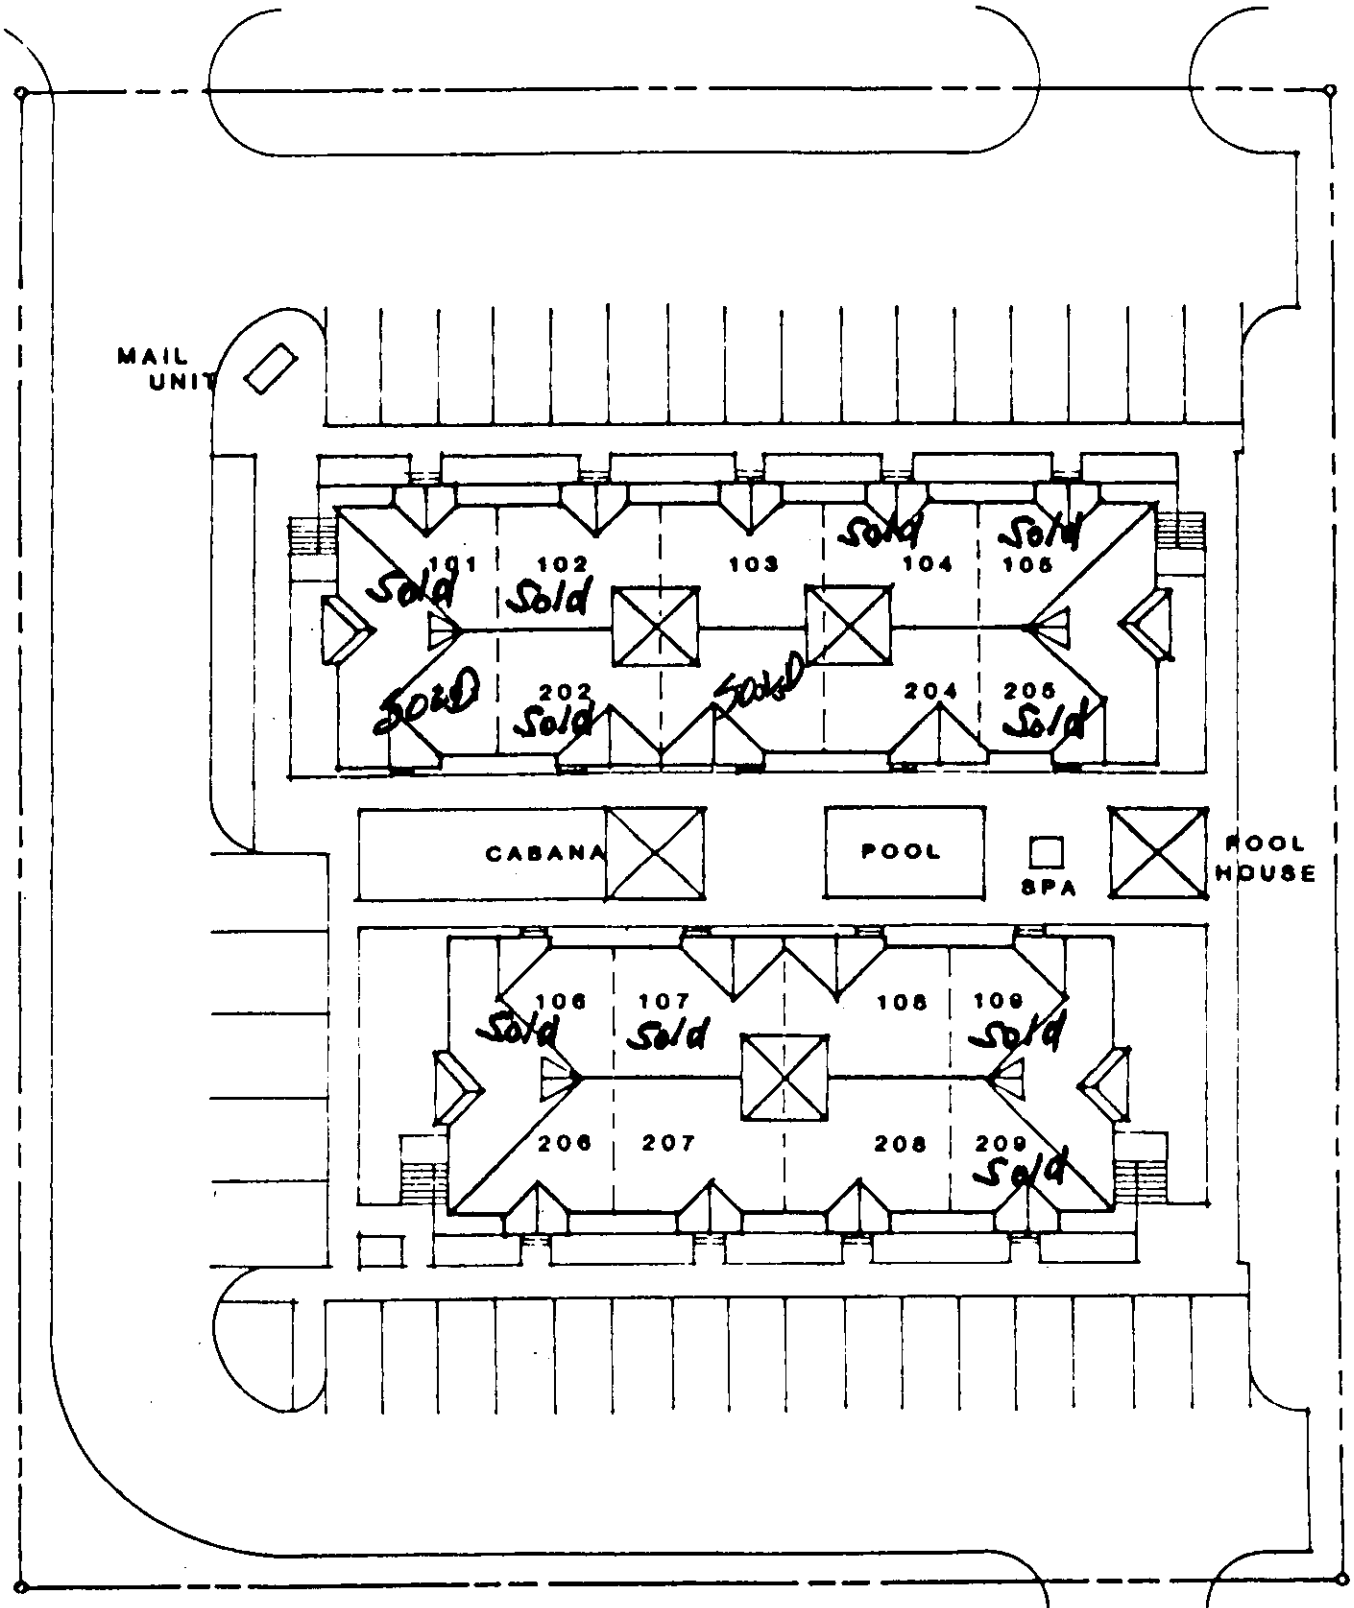 MAIL
UNIT
Sold Sold
101 102 103 104 105
Sold Sold
SOLD 202 SOLD 204 205
Sold Sold
CABANA POOL POOL
SPA HOUSE
106 107 108 109
Sold Sold Sold
206 207 208 209
Sold